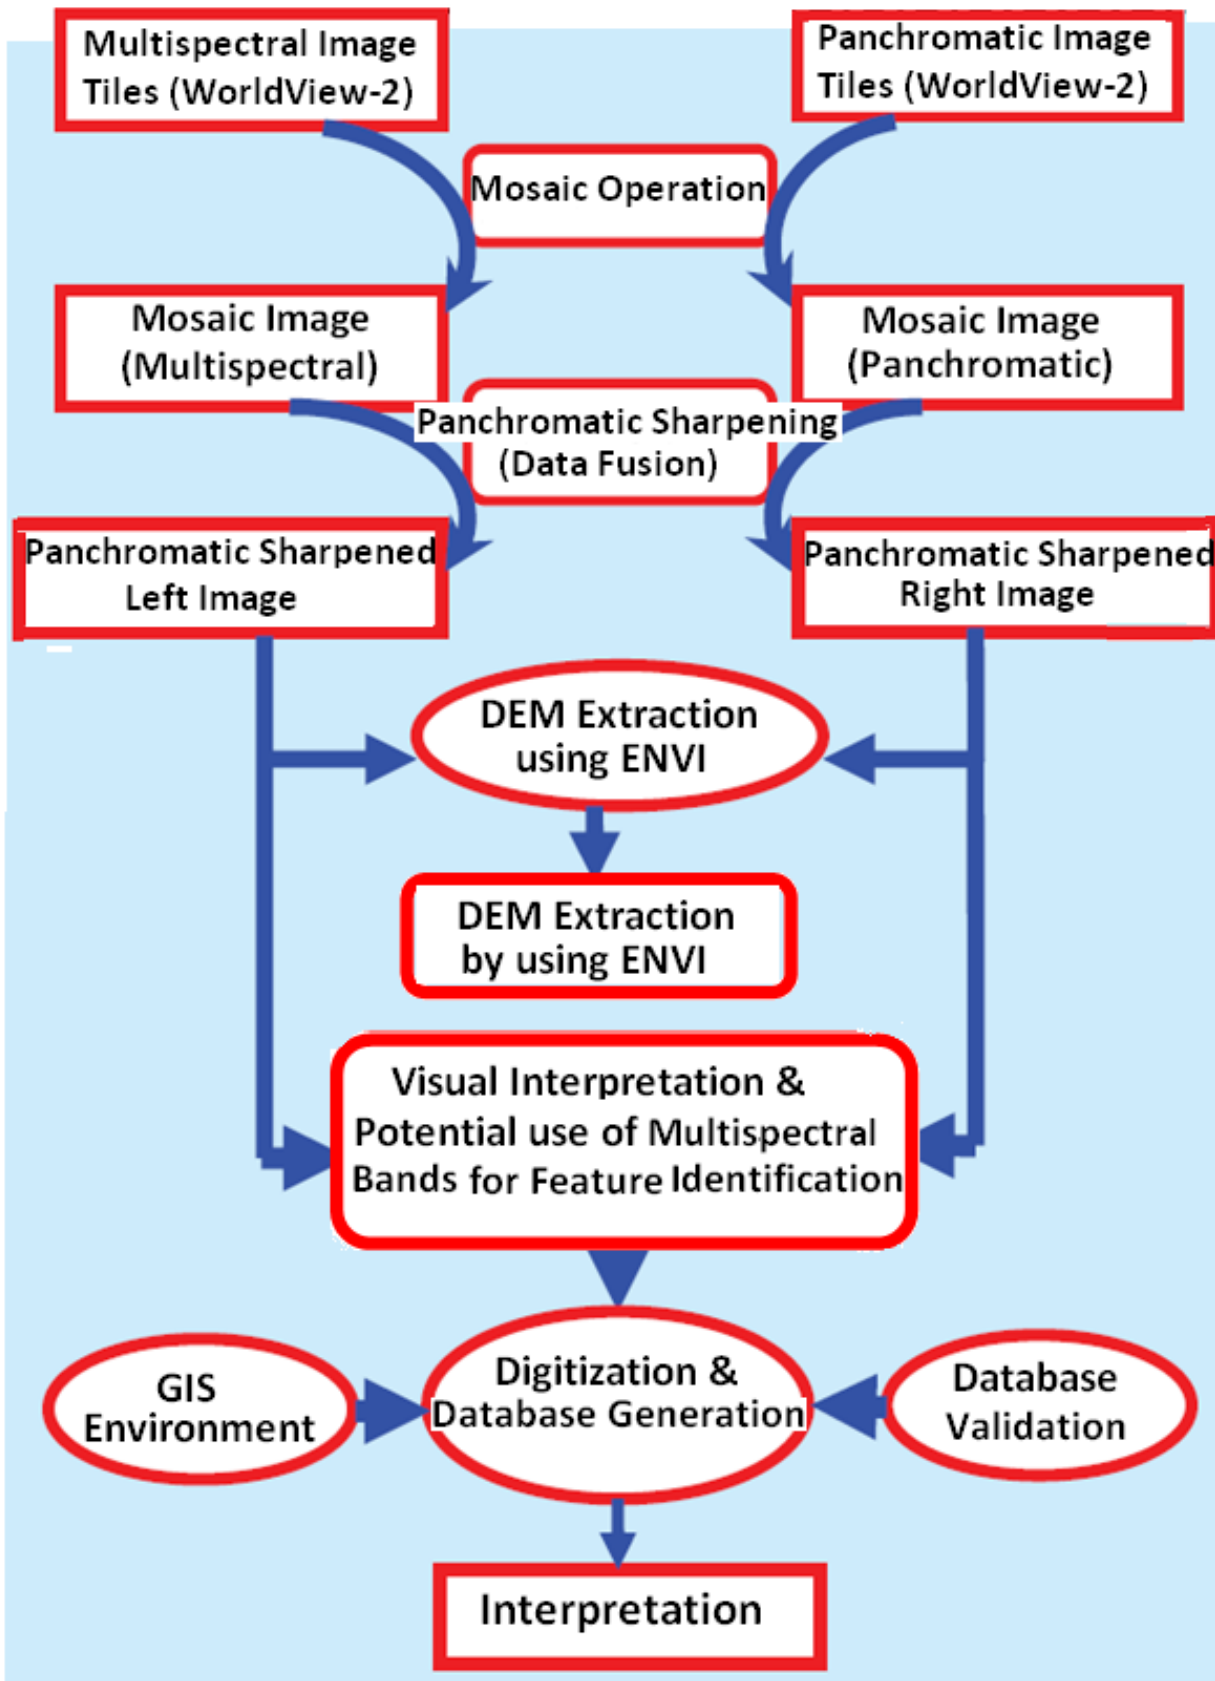 Multispectral Image
Tiles (WorldView-2)
Panchromatic Image
Tiles (WorldView-2)
Mosaic Operation
Mosaic Image
(Multispectral)
Mosaic Image
(Panchromatic)
Panchromatic Sharpening
(Data Fusion)
Panchromatic Sharpened
Left Image
Panchromatic Sharpened
Right Image
DEM Extraction
using ENVI
DEM Extraction
by using ENVI
Visual Interpretation &
Potential use of Multispectral
Bands for Feature Identification
GIS
Environment
Digitization &
Database Generation
Database
Validation
Interpretation